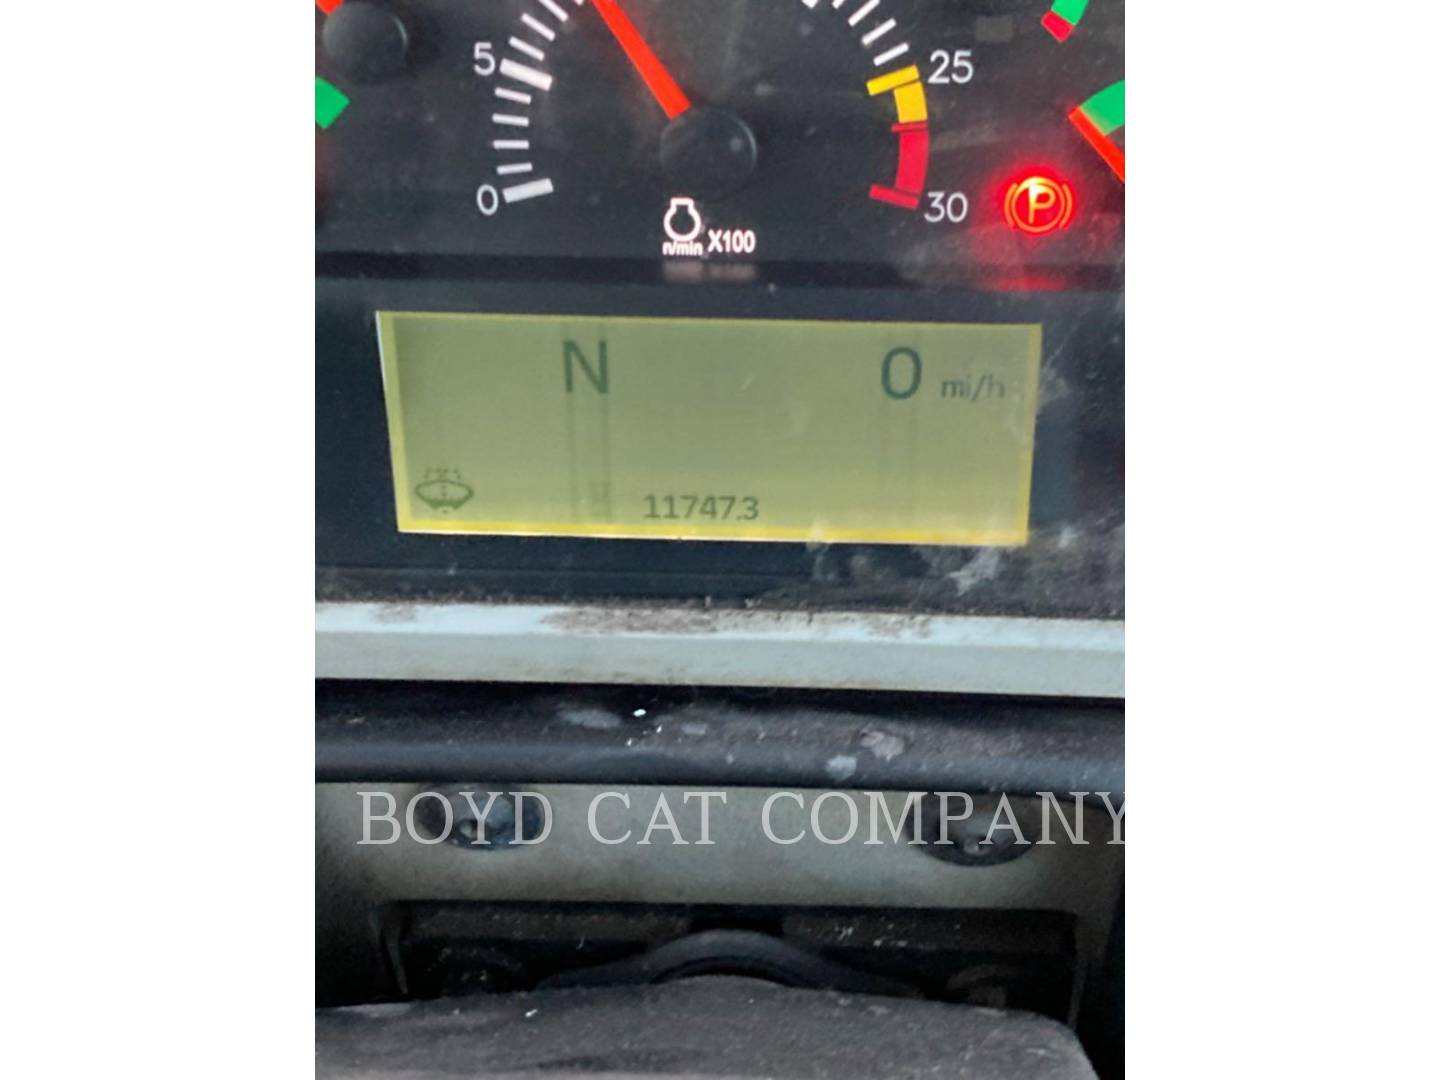 5
25
0
30
P
n/min X100
N
0 mi/h
11747.3
BOYD CAT COMPANY